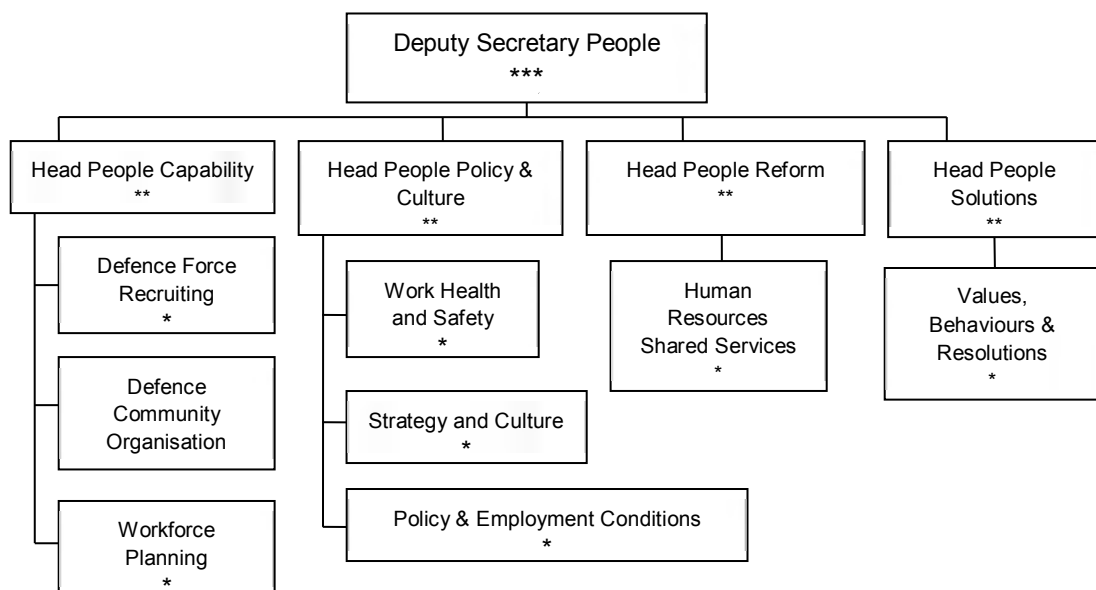 Deputy Secretary People
***
Head People Capability
**
Head People Policy &
Culture
**
Head People Reform
**
Head People
Solutions
**
Defence Force
Recruiting
*
Defence
Community
Organisation
Workforce
Planning
*
Work Health
and Safety
*
Strategy and Culture
*
Policy & Employment Conditions
*
Human
Resources
Shared Services
*
Values,
Behaviours &
Resolutions
*